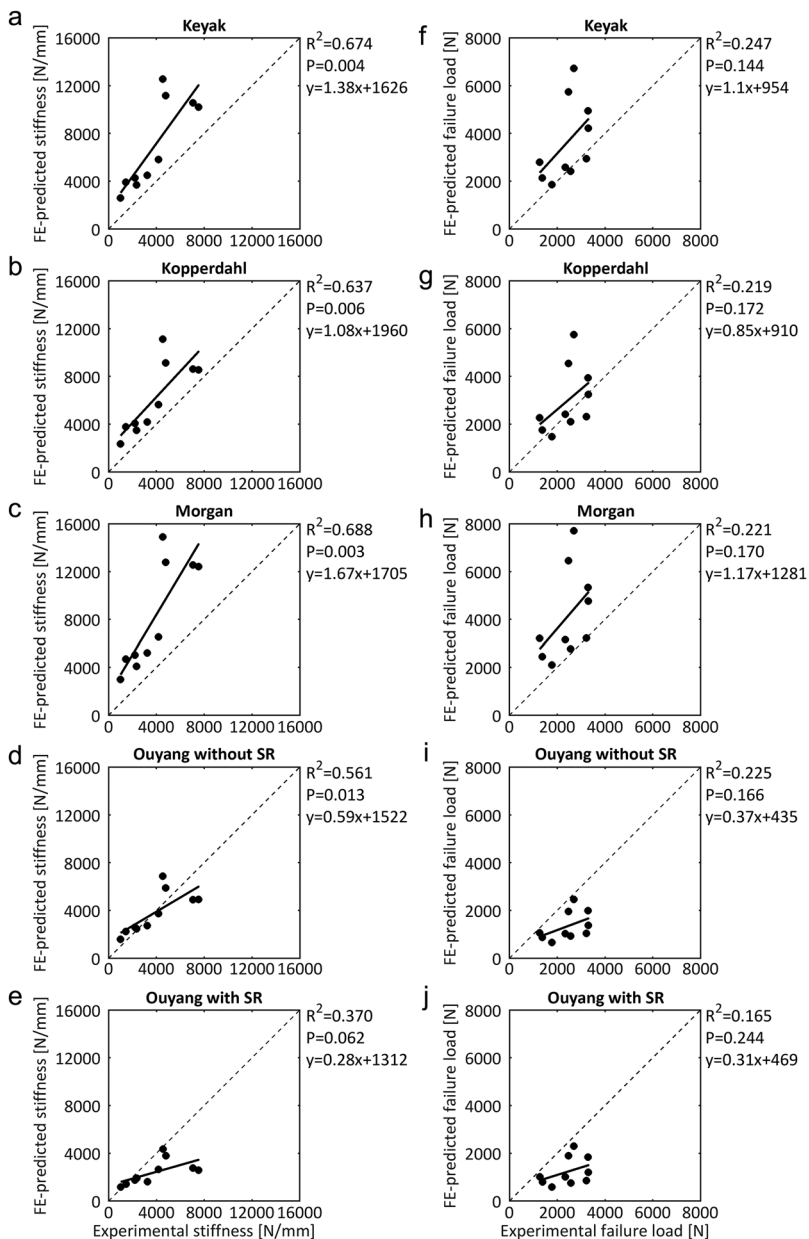 a
Keyak
16000
12000
8000
4000
0
0 4000 8000 12000 16000
FE-predicted stiffness [N/mm]
R²=0.674
P=0.004
y=1.38x+1626
f
Keyak
8000
6000
4000
2000
0
0 2000 4000 6000 8000
FE-predicted failure load [N]
R²=0.247
P=0.144
y=1.1x+954
b
Kopperdahl
16000
12000
8000
4000
0
0 4000 8000 12000 16000
FE-predicted stiffness [N/mm]
R²=0.637
P=0.006
y=1.08x+1960
g
Kopperdahl
8000
6000
4000
2000
0
0 2000 4000 6000 8000
FE-predicted failure load [N]
R²=0.219
P=0.172
y=0.85x+910
c
Morgan
16000
12000
8000
4000
0
0 4000 8000 12000 16000
FE-predicted stiffness [N/mm]
R²=0.688
P=0.003
y=1.67x+1705
h
Morgan
8000
6000
4000
2000
0
0 2000 4000 6000 8000
FE-predicted failure load [N]
R²=0.221
P=0.170
y=1.17x+1281
d
Ouyang without SR
16000
12000
8000
4000
0
0 4000 8000 12000 16000
FE-predicted stiffness [N/mm]
R²=0.561
P=0.013
y=0.59x+1522
i
Ouyang without SR
8000
6000
4000
2000
0
0 2000 4000 6000 8000
FE-predicted failure load [N]
R²=0.225
P=0.166
y=0.37x+435
e
Ouyang with SR
16000
12000
8000
4000
0
0 4000 8000 12000 16000
FE-predicted stiffness [N/mm]
Experimental stiffness [N/mm]
R²=0.370
P=0.062
y=0.28x+1312
j
Ouyang with SR
8000
6000
4000
2000
0
0 2000 4000 6000 8000
FE-predicted failure load [N]
Experimental failure load [N]
R²=0.165
P=0.244
y=0.31x+469